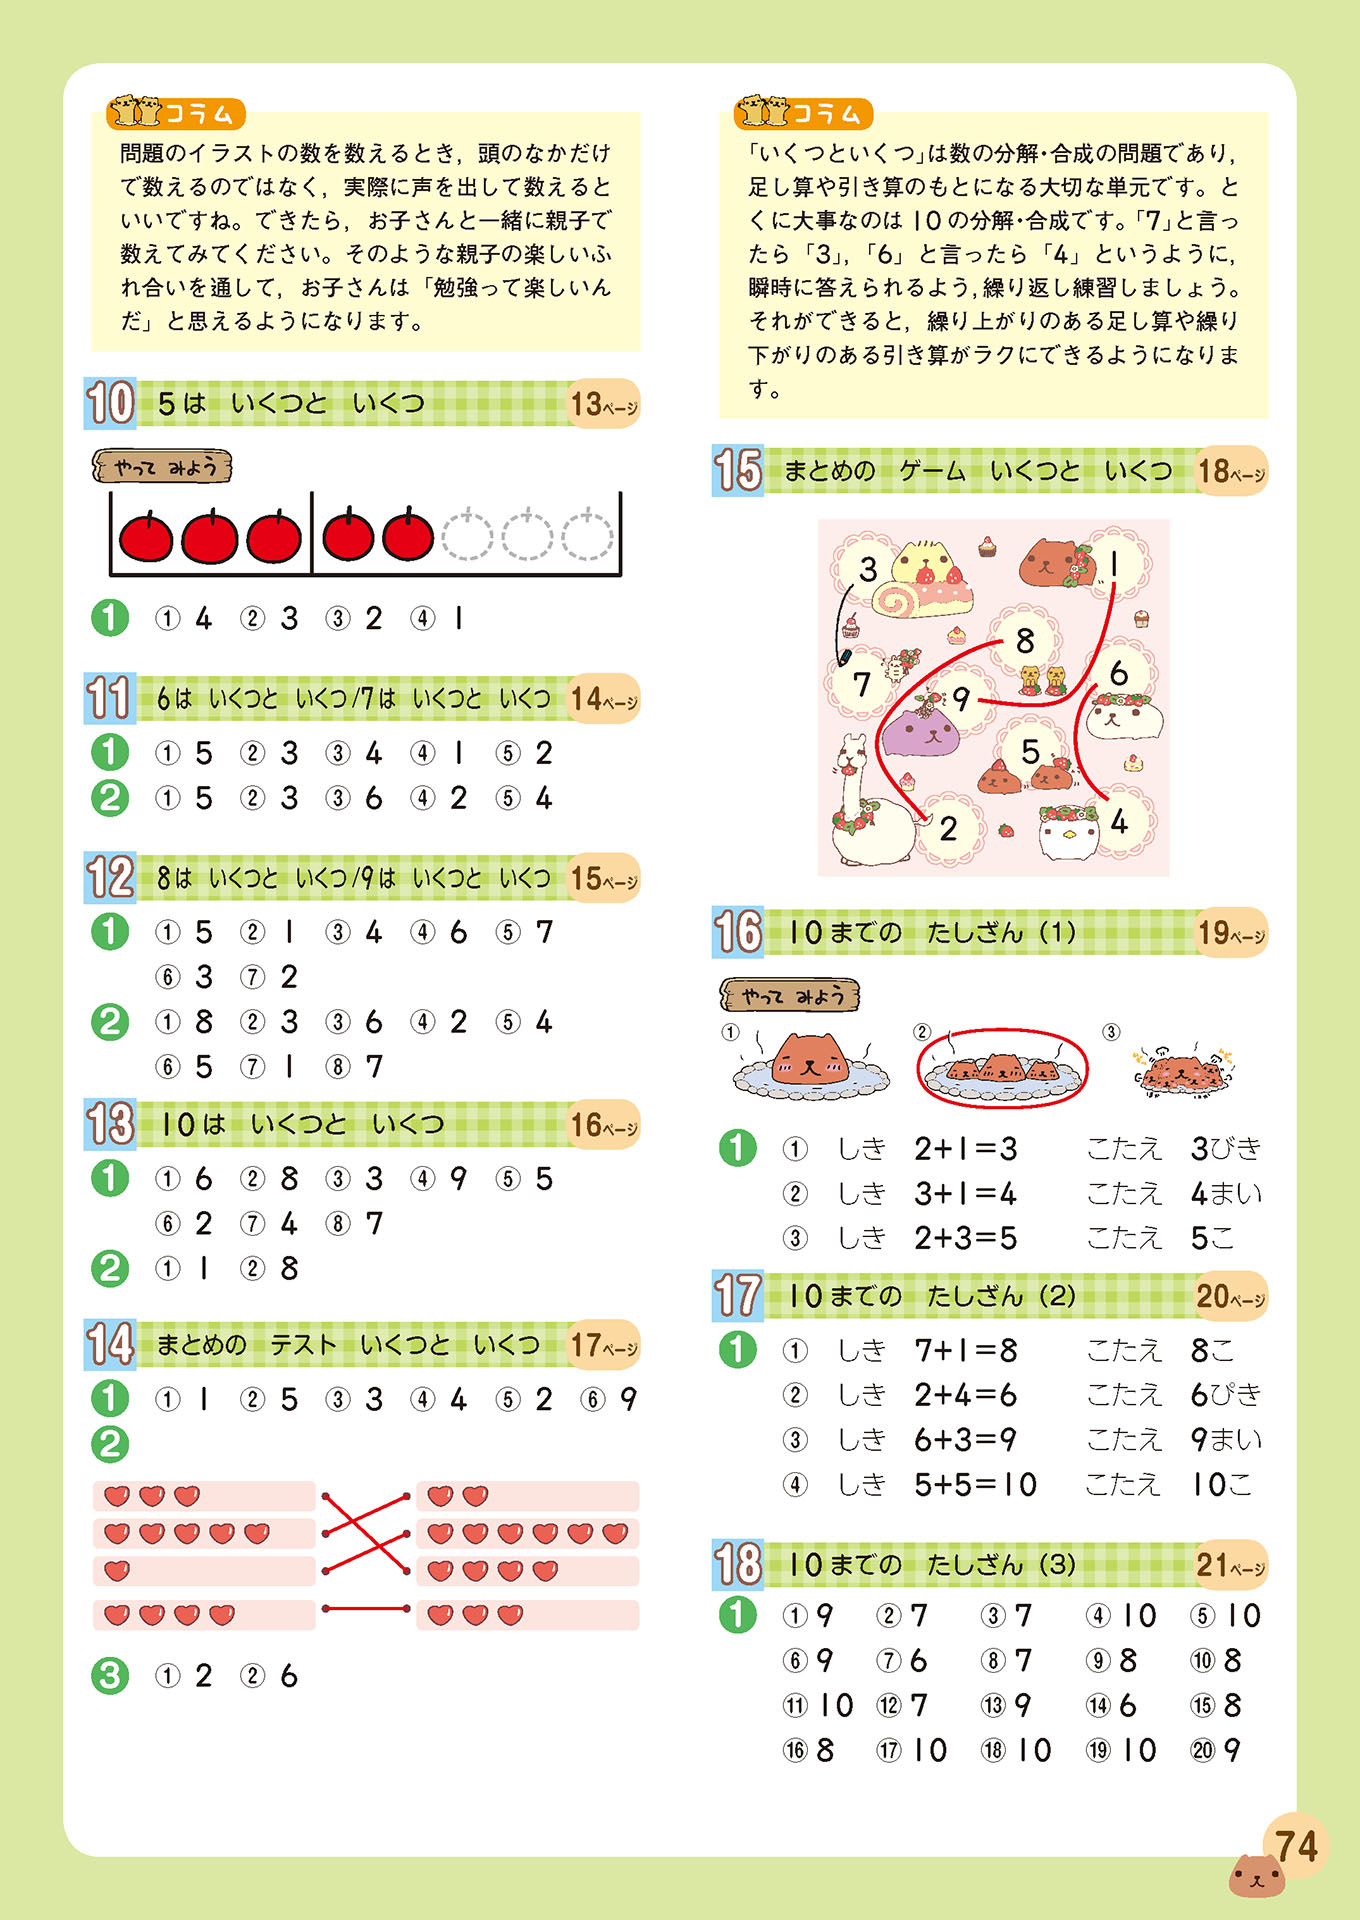 コラム
問題のイラストの数を数えるとき，頭のなかだけ
で数えるのではなく，実際に声を出して数えると
いいですね。できたら，お子さんと一緒に親子で
数えてみてください。そのような親子の楽しいふ
れ合いを通して，お子さんは「勉強って楽しいん
だ」と思えるようになります。
10 5は いくつと いくつ 13ページ
やって みよう
1 ① 4 ② 3 ③ 2 ④ 1
11 6は いくつと いくつ/7は いくつと いくつ 14ページ
1 ① 5 ② 3 ③ 4 ④ 1 ⑤ 2
2 ① 5 ② 3 ③ 6 ④ 2 ⑤ 4
12 8は いくつと いくつ/9は いくつと いくつ 15ページ
1 ① 5 ② 1 ③ 4 ④ 6 ⑤ 7
⑥ 3 ⑦ 2
2 ① 8 ② 3 ③ 6 ④ 2 ⑤ 4
⑥ 5 ⑦ 1 ⑧ 7
13 10は いくつと いくつ 16ページ
1 ① 6 ② 8 ③ 3 ④ 9 ⑤ 5
⑥ 2 ⑦ 4 ⑧ 7
2 ① 1 ② 8
14 まとめの テスト いくつと いくつ 17ページ
1 ① 1 ② 5 ③ 3 ④ 4 ⑤ 2 ⑥ 9
2
3 ① 2 ② 6
コラム
「いくつといくつ」は数の分解・合成の問題であり，
足し算や引き算のもとになる大切な単元です。と
くに大事なのは10の分解・合成です。「7」と言っ
たら「3」，「6」と言ったら「4」というように，
瞬時に答えられるよう，繰り返し練習しましょう。
それができると，繰り上がりのある足し算や繰り
下がりのある引き算がラクにできるようになりま
す。
15 まとめの ゲーム いくつと いくつ 18ページ
3 1
8
7 9 6
5
2 4
16 10までの たしざん（1） 19ページ
やって みよう
① ② ③
1 ① しき 2+1=3 こたえ 3びき
② しき 3+1=4 こたえ 4まい
③ しき 2+3=5 こたえ 5こ
17 10までの たしざん（2） 20ページ
1 ① しき 7+1=8 こたえ 8こ
② しき 2+4=6 こたえ 6ぴき
③ しき 6+3=9 こたえ 9まい
④ しき 5+5=10 こたえ 10こ
18 10までの たしざん（3） 21ページ
1 ① 9 ② 7 ③ 7 ④ 10 ⑤ 10
⑥ 9 ⑦ 6 ⑧ 7 ⑨ 8 ⑩ 8
⑪ 10 ⑫ 7 ⑬ 9 ⑭ 6 ⑮ 8
⑯ 8 ⑰ 10 ⑱ 10 ⑲ 10 ⑳ 9
74